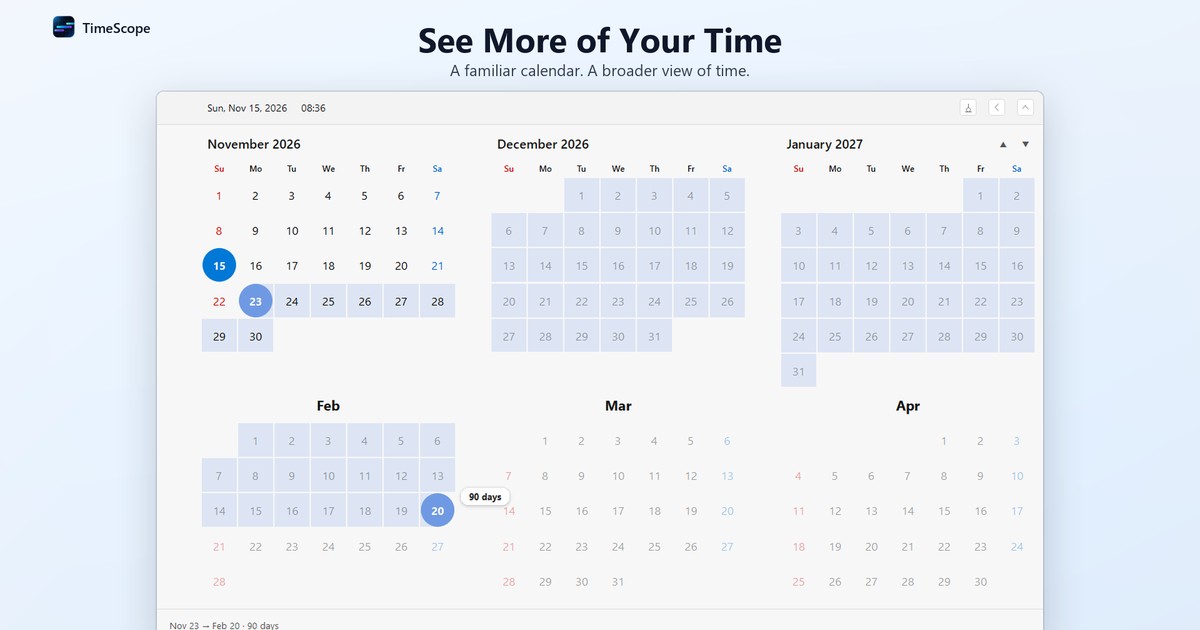 TimeScope
See More of Your Time
A familiar calendar. A broader view of time.
Sun, Nov 15, 2026 08:36
November 2026 December 2026 January 2027 ▲ ▼
Su Mo Tu We Th Fr Sa Su Mo Tu We Th Fr Sa Su Mo Tu We Th Fr Sa
1 2 3 4 5 6 7 1 2 3 4 5 1 2
8 9 10 11 12 13 14 6 7 8 9 10 11 12 3 4 5 6 7 8 9
15 16 17 18 19 20 21 13 14 15 16 17 18 19 10 11 12 13 14 15 16
22 23 24 25 26 27 28 20 21 22 23 24 25 26 17 18 19 20 21 22 23
29 30 27 28 29 30 31 24 25 26 27 28 29 30
31
Feb Mar Apr
1 2 3 4 5 6 1 2 3 4 5 6 1 2 3
7 8 9 10 11 12 13 7 8 9 10 11 12 13 4 5 6 7 8 9 10
90 days
14 15 16 17 18 19 20 14 15 16 17 18 19 20 11 12 13 14 15 16 17
21 22 23 24 25 26 27 21 22 23 24 25 26 27 18 19 20 21 22 23 24
28 28 29 30 31 25 26 27 28 29 30
Nov 23 → Feb 20 · 90 days